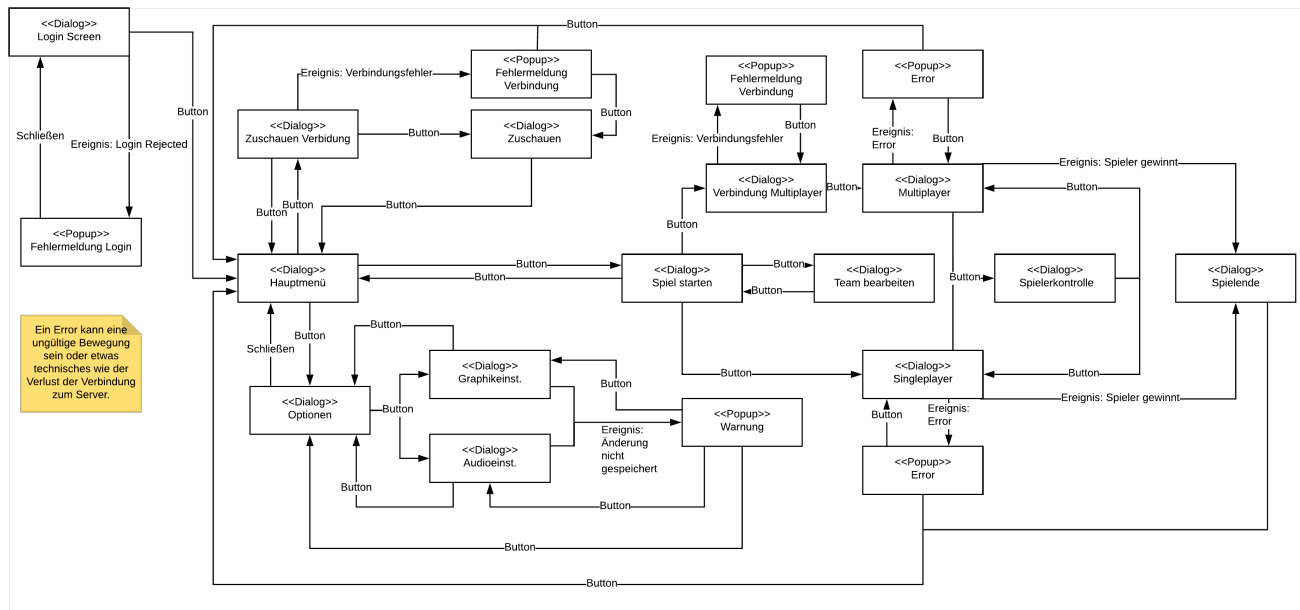 <<Dialog>>
Login Screen
Button
<<Popup>>
Fehlermeldung
Verbindung
<<Popup>>
Fehlermeldung
Verbindung
<<Popup>>
Error
Ereignis: Verbindungsfehler
Button
Button
Schließen
Ereignis: Login Rejected
<<Dialog>>
Zuschauen Verbidung
Button
<<Dialog>>
Zuschauen
Ereignis: Verbindungsfehler
Button
Ereignis:
Error
Button
Ereignis: Spieler gewinnt
<<Dialog>>
Verbindung Multiplayer
Button
<<Dialog>>
Multiplayer
Button
Button
Button
Button
Button
<<Popup>>
Fehlermeldung Login
<<Dialog>>
Hauptmenü
Button
Button
<<Dialog>>
Spiel starten
Button
Button
<<Dialog>>
Team bearbeiten
Button
<<Dialog>>
Spielerkontrolle
<<Dialog>>
Spielende
Ein Error kann eine
ungültige Bewegung
sein oder etwas
technisches wie der
Verlust der Verbindung
zum Server.
Schließen
Button
Button
<<Dialog>>
Graphikeinst.
Button
Button
<<Dialog>>
Singleplayer
Button
Ereignis: Spieler gewinnt
<<Dialog>>
Optionen
Button
<<Popup>>
Warnung
Button
Ereignis:
Error
Ereignis:
Änderung
nicht
gespeichert
<<Dialog>>
Audioeinst.
<<Popup>>
Error
Button
Button
Button
Button